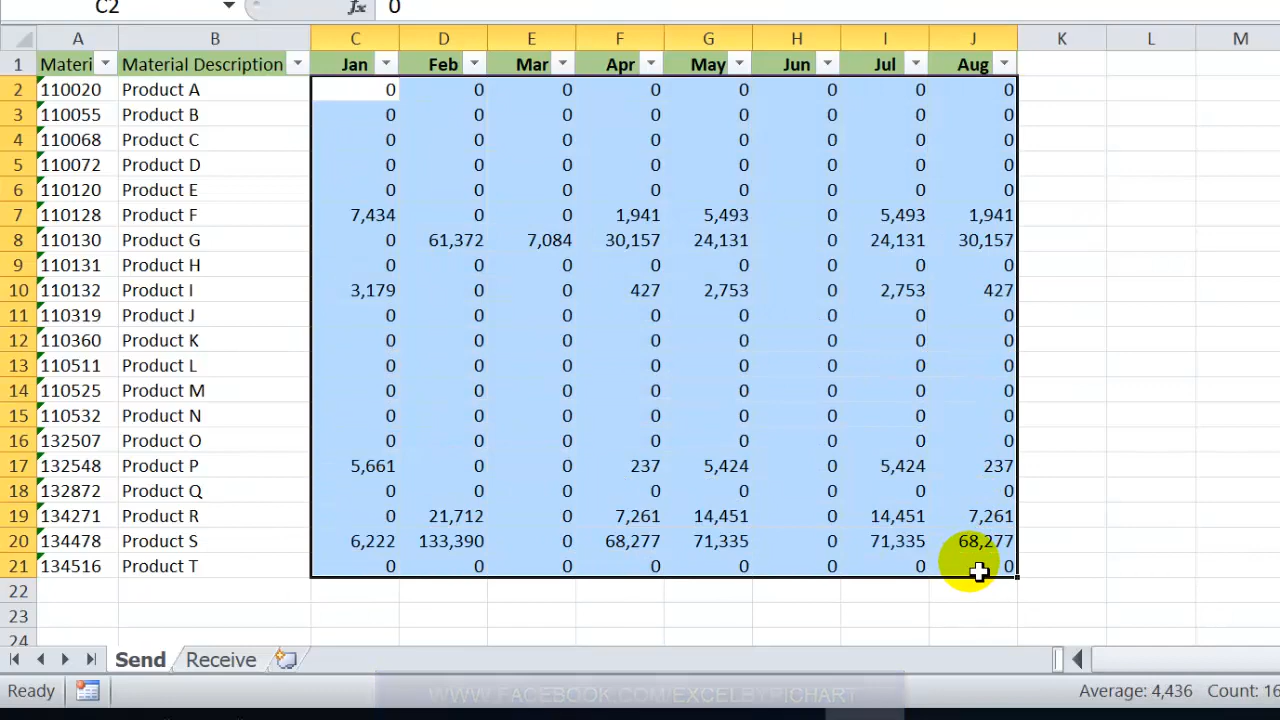 C2 fx 0
A B C D E F G H I J K L M
1 Materi Material Description Jan Feb Mar Apr May Jun Jul Aug
2 110020 Product A 0 0 0 0 0 0 0 0
3 110055 Product B 0 0 0 0 0 0 0 0
4 110068 Product C 0 0 0 0 0 0 0 0
5 110072 Product D 0 0 0 0 0 0 0 0
6 110120 Product E 0 0 0 0 0 0 0 0
7 110128 Product F 7,434 0 0 1,941 5,493 0 5,493 1,941
8 110130 Product G 0 61,372 7,084 30,157 24,131 0 24,131 30,157
9 110131 Product H 0 0 0 0 0 0 0 0
10 110132 Product I 3,179 0 0 427 2,753 0 2,753 427
11 110319 Product J 0 0 0 0 0 0 0 0
12 110360 Product K 0 0 0 0 0 0 0 0
13 110511 Product L 0 0 0 0 0 0 0 0
14 110525 Product M 0 0 0 0 0 0 0 0
15 110532 Product N 0 0 0 0 0 0 0 0
16 132507 Product O 0 0 0 0 0 0 0 0
17 132548 Product P 5,661 0 0 237 5,424 0 5,424 237
18 132872 Product Q 0 0 0 0 0 0 0 0
19 134271 Product R 0 21,712 0 7,261 14,451 0 14,451 7,261
20 134478 Product S 6,222 133,390 0 68,277 71,335 0 71,335 68,277
21 134516 Product T 0 0 0 0 0 0 0 0
22
23
24
Send Receive
Ready Average: 4,436 Count: 16